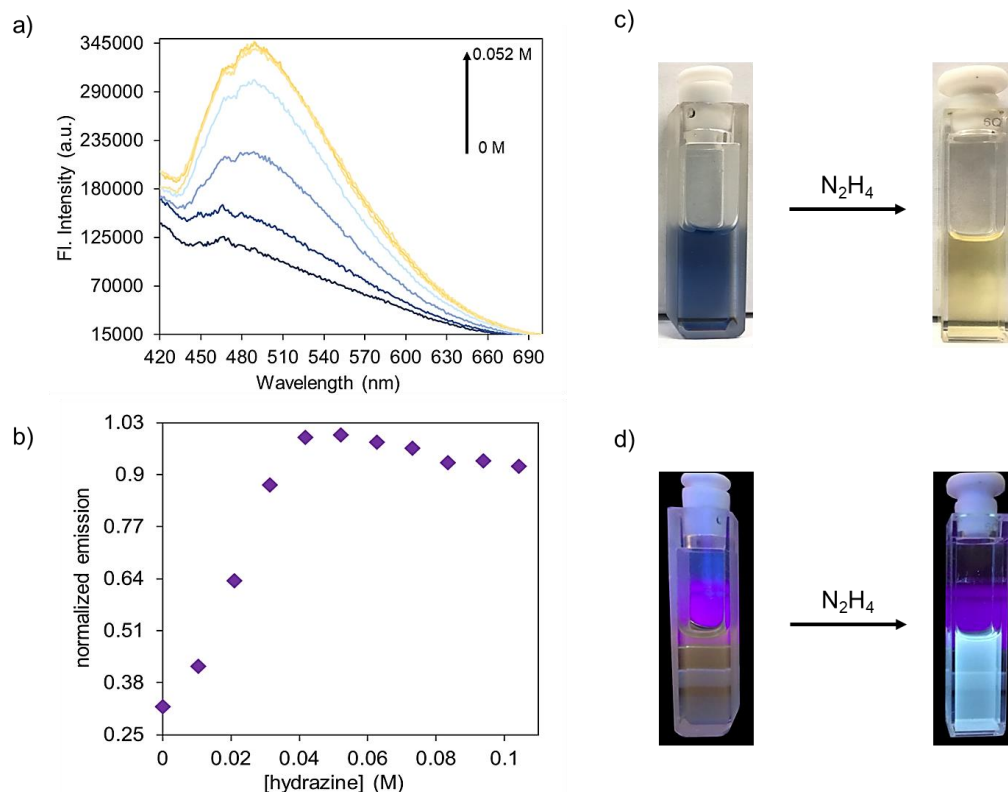 a)
345000
290000
235000
180000
125000
70000
15000
Fl. Intensity (a.u.)
420 450 480 510 540 570 600 630 660 690
Wavelength (nm)
0.052 M
0 M
b)
1.03
0.9
0.77
0.64
0.51
0.38
0.25
normalized emission
0 0.02 0.04 0.06 0.08 0.1
[hydrazine] (M)
c)
SQ
N₂H₄
d)
N₂H₄